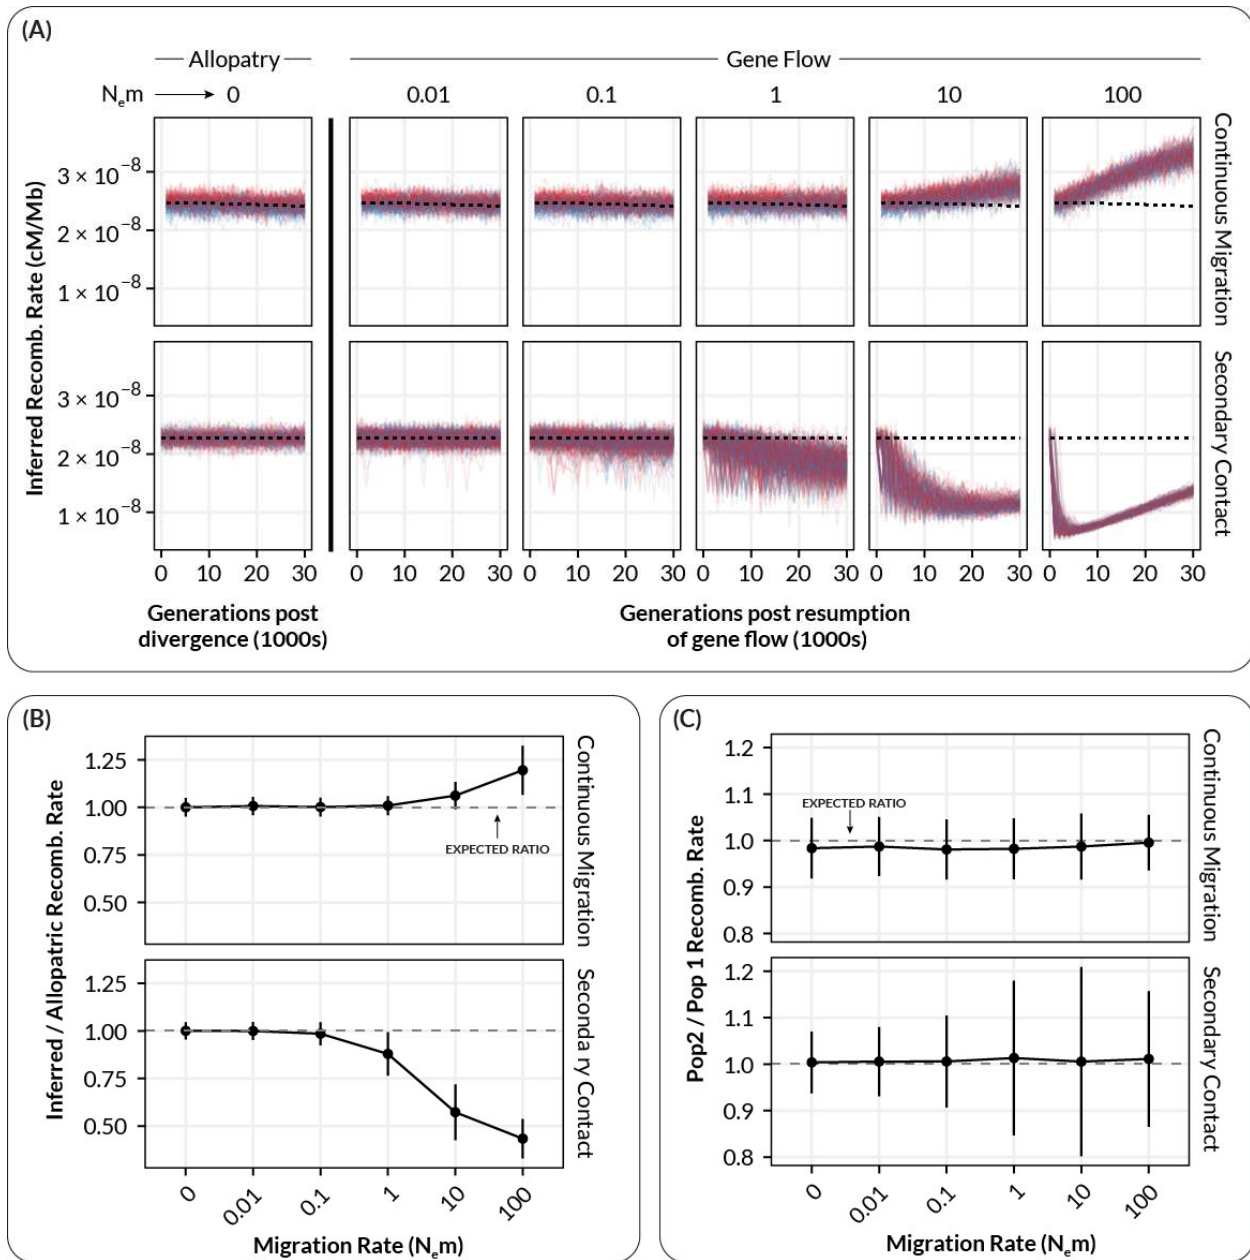 (A)
Allopatry
Gene Flow
Nₑm 0 0.01 0.1 1 10 100
Inferred Recomb. Rate (cM/Mb)
3 × 10⁻⁸
2 × 10⁻⁸
1 × 10⁻⁸
Continuous Migration
3 × 10⁻⁸
2 × 10⁻⁸
1 × 10⁻⁸
Secondary Contact
0 10 20 30 0 10 20 30 0 10 20 30 0 10 20 30 0 10 20 30 0 10 20 30
Generations post
divergence (1000s)
Generations post resumption
of gene flow (1000s)
(B)
Inferred / Allopatric Recomb. Rate
1.25
1.00
0.75
0.50
EXPECTED RATIO
Continuous Migration
1.25
1.00
0.75
0.50
Seconda ry Contact
0 0.01 0.1 1 10 100
Migration Rate (Nₑm)
(C)
Pop2 / Pop 1 Recomb. Rate
1.2
1.1
1.0
0.9
0.8
EXPECTED RATIO
Continuous Migration
1.2
1.1
1.0
0.9
0.8
Secondary Contact
0 0.01 0.1 1 10 100
Migration Rate (Nₑm)